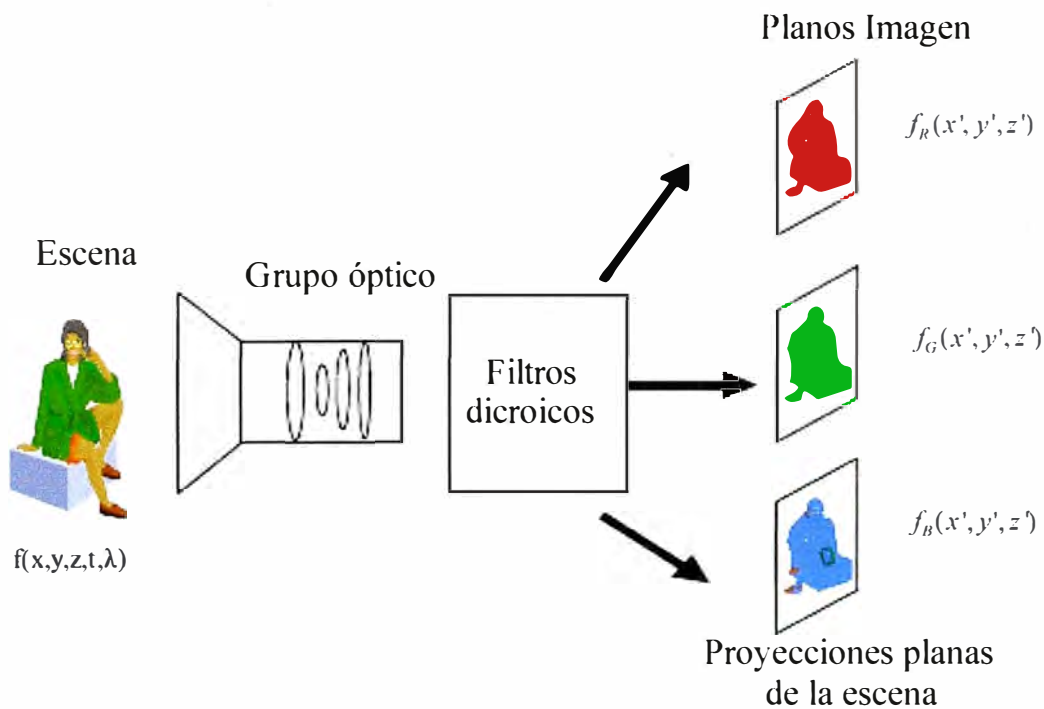 Planos Imagen
f_R(x', y', z')
Escena
Grupo óptico
Filtros
dicroicos
f_G(x', y', z')
f_B(x', y', z')
f(x,y,z,t,λ)
Proyecciones planas
de la escena